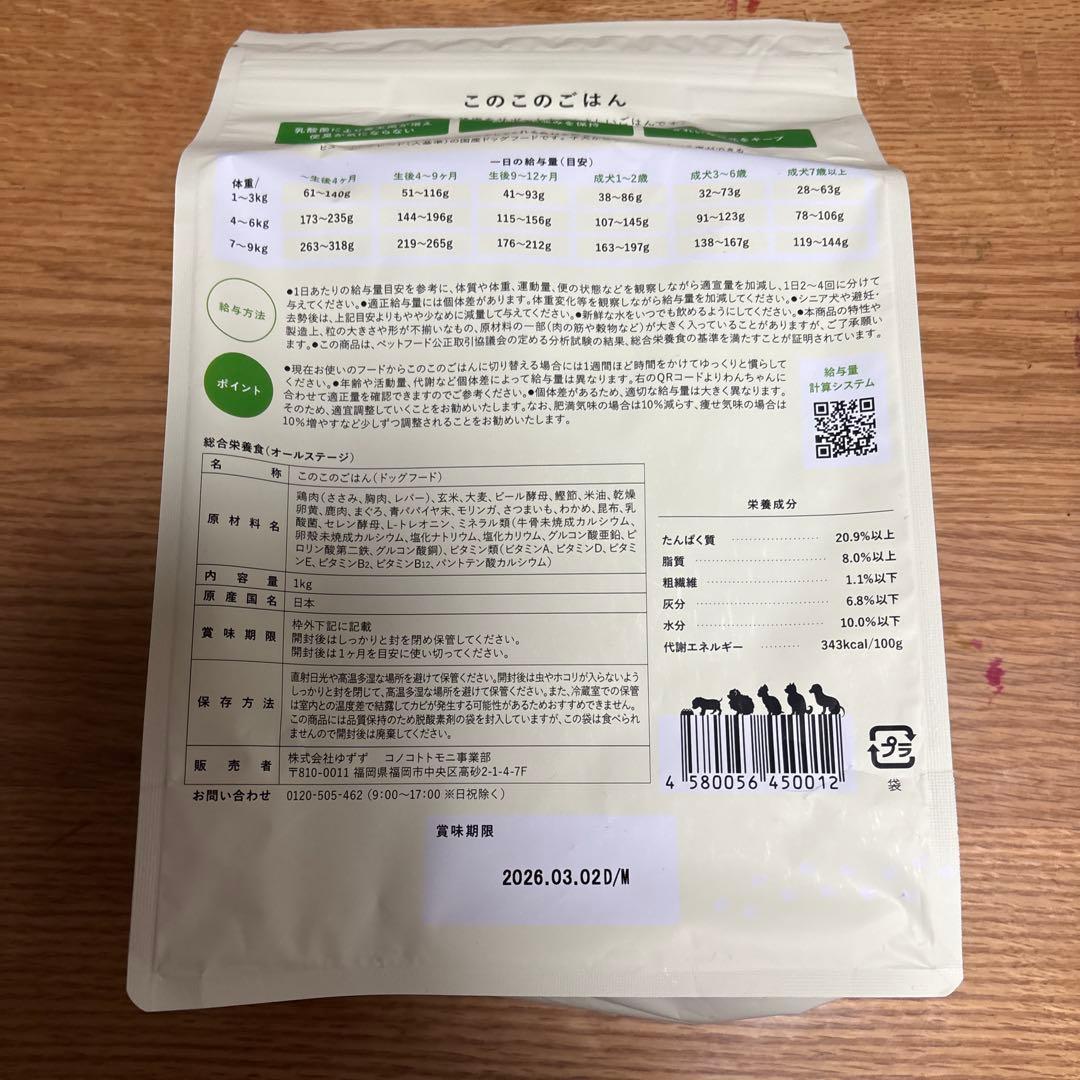 このこのごはん
乳酸菌により
便臭が気にならない
を保持
をキープ
一日の給与量(目安)
体重/ ～生後4ヶ月 生後4～9ヶ月 生後9～12ヶ月 成犬1～2歳 成犬3～6歳 成犬7歳以上
1～3kg 61～140g 51～116g 41～93g 38～86g 32～73g 28～63g
4～6kg 173～235g 144～196g 115～156g 107～145g 91～123g 78～106g
7～9kg 263～318g 219～265g 176～212g 163～197g 138～167g 119～144g
給与方法
●1日あたりの給与量目安を参考に、体質や体重、運動量、便の状態などを観察しながら適宜量を加減し、1日2～4回に分けて
与えてください。●適正給与量には個体差があります。体重変化等を観察しながら給与量を加減してください。●シニア犬や避妊・
去勢後は、上記目安よりもやや少なめに減量して与えてください。●新鮮な水をいつでも飲めるようにしてください。●本商品の特性や
製造上、粒の大きさや形が不揃いなもの、原材料の一部(肉の筋や穀物など)が大きく入っていることがありますが、ご了承願い
ます。●この商品は、ペットフード公正取引協議会の定める分析試験の結果、総合栄養食の基準を満たすことが証明されています。
ポイント
●現在お使いのフードからこのこのごはんに切り替える場合には1週間ほど時間をかけてゆっくりと慣らして
ください。●年齢や活動量、代謝など個体差によって給与量は異なります。右のQRコードよりわんちゃんに
合わせて適正量を確認できますのでご参考ください。●個体差があるため、適切な給与量は大きく異なります。
そのため、適宜調整していくことをお勧めいたします。なお、肥満気味の場合は10%減らす、痩せ気味の場合は
10%増やすなど少しずつ調整されることをお勧めいたします。
給与量
計算システム
総合栄養食(オールステージ)
名称 このこのごはん(ドッグフード)
原材料名 鶏肉(ささみ、胸肉、レバー)、玄米、大麦、ビール酵母、鰹節、米油、乾燥
卵黄、鹿肉、まぐろ、青パパイヤ末、モリンガ、さつまいも、わかめ、昆布、乳
酸菌、セレン酵母、L-トレオニン、ミネラル類(牛骨未焼成カルシウム、
卵殻未焼成カルシウム、塩化ナトリウム、塩化カリウム、グルコン酸亜鉛、ピ
ロリン酸第二鉄、グルコン酸銅)、ビタミン類(ビタミンA、ビタミンD、ビタミ
ンE、ビタミンB2、ビタミンB12、パントテン酸カルシウム)
内容量 1kg
原産国名 日本
賞味期限 枠外下記に記載
開封後はしっかりと封を閉め保管してください。
開封後は1ヶ月を目安に使い切ってください。
保存方法 直射日光や高温多湿な場所を避けて保管ください。開封後は虫やホコリが入らないよう
しっかりと封を閉じて、高温多湿な場所を避けて保管ください。また、冷蔵室での保管
は室内との温度差で結露してカビが発生する可能性があるためおすすめできません。
この商品には品質保持のため脱酸素剤の袋を封入していますが、この袋は食べられ
ませんので開封後は廃棄してください。
販売者 株式会社ゆずず コノコトトモニ事業部
〒810-0011 福岡県福岡市中央区高砂2-1-4-7F
お問い合わせ 0120-505-462 (9:00～17:00 ※日祝除く)
栄養成分
たんぱく質 20.9%以上
脂質 8.0%以上
粗繊維 1.1%以下
灰分 6.8%以下
水分 10.0%以下
代謝エネルギー 343kcal/100g
4 580056 450012
プラ
袋
賞味期限
2026.03.02D/M